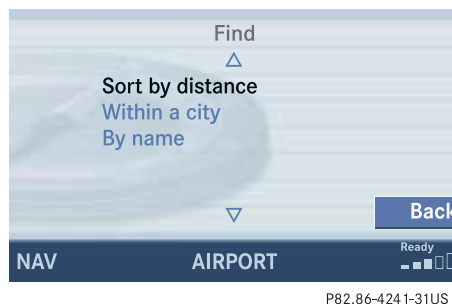 Find
Sort by distance
Within a city
By name
Back
Ready
NAV AIRPORT
P82.86-4241-31US